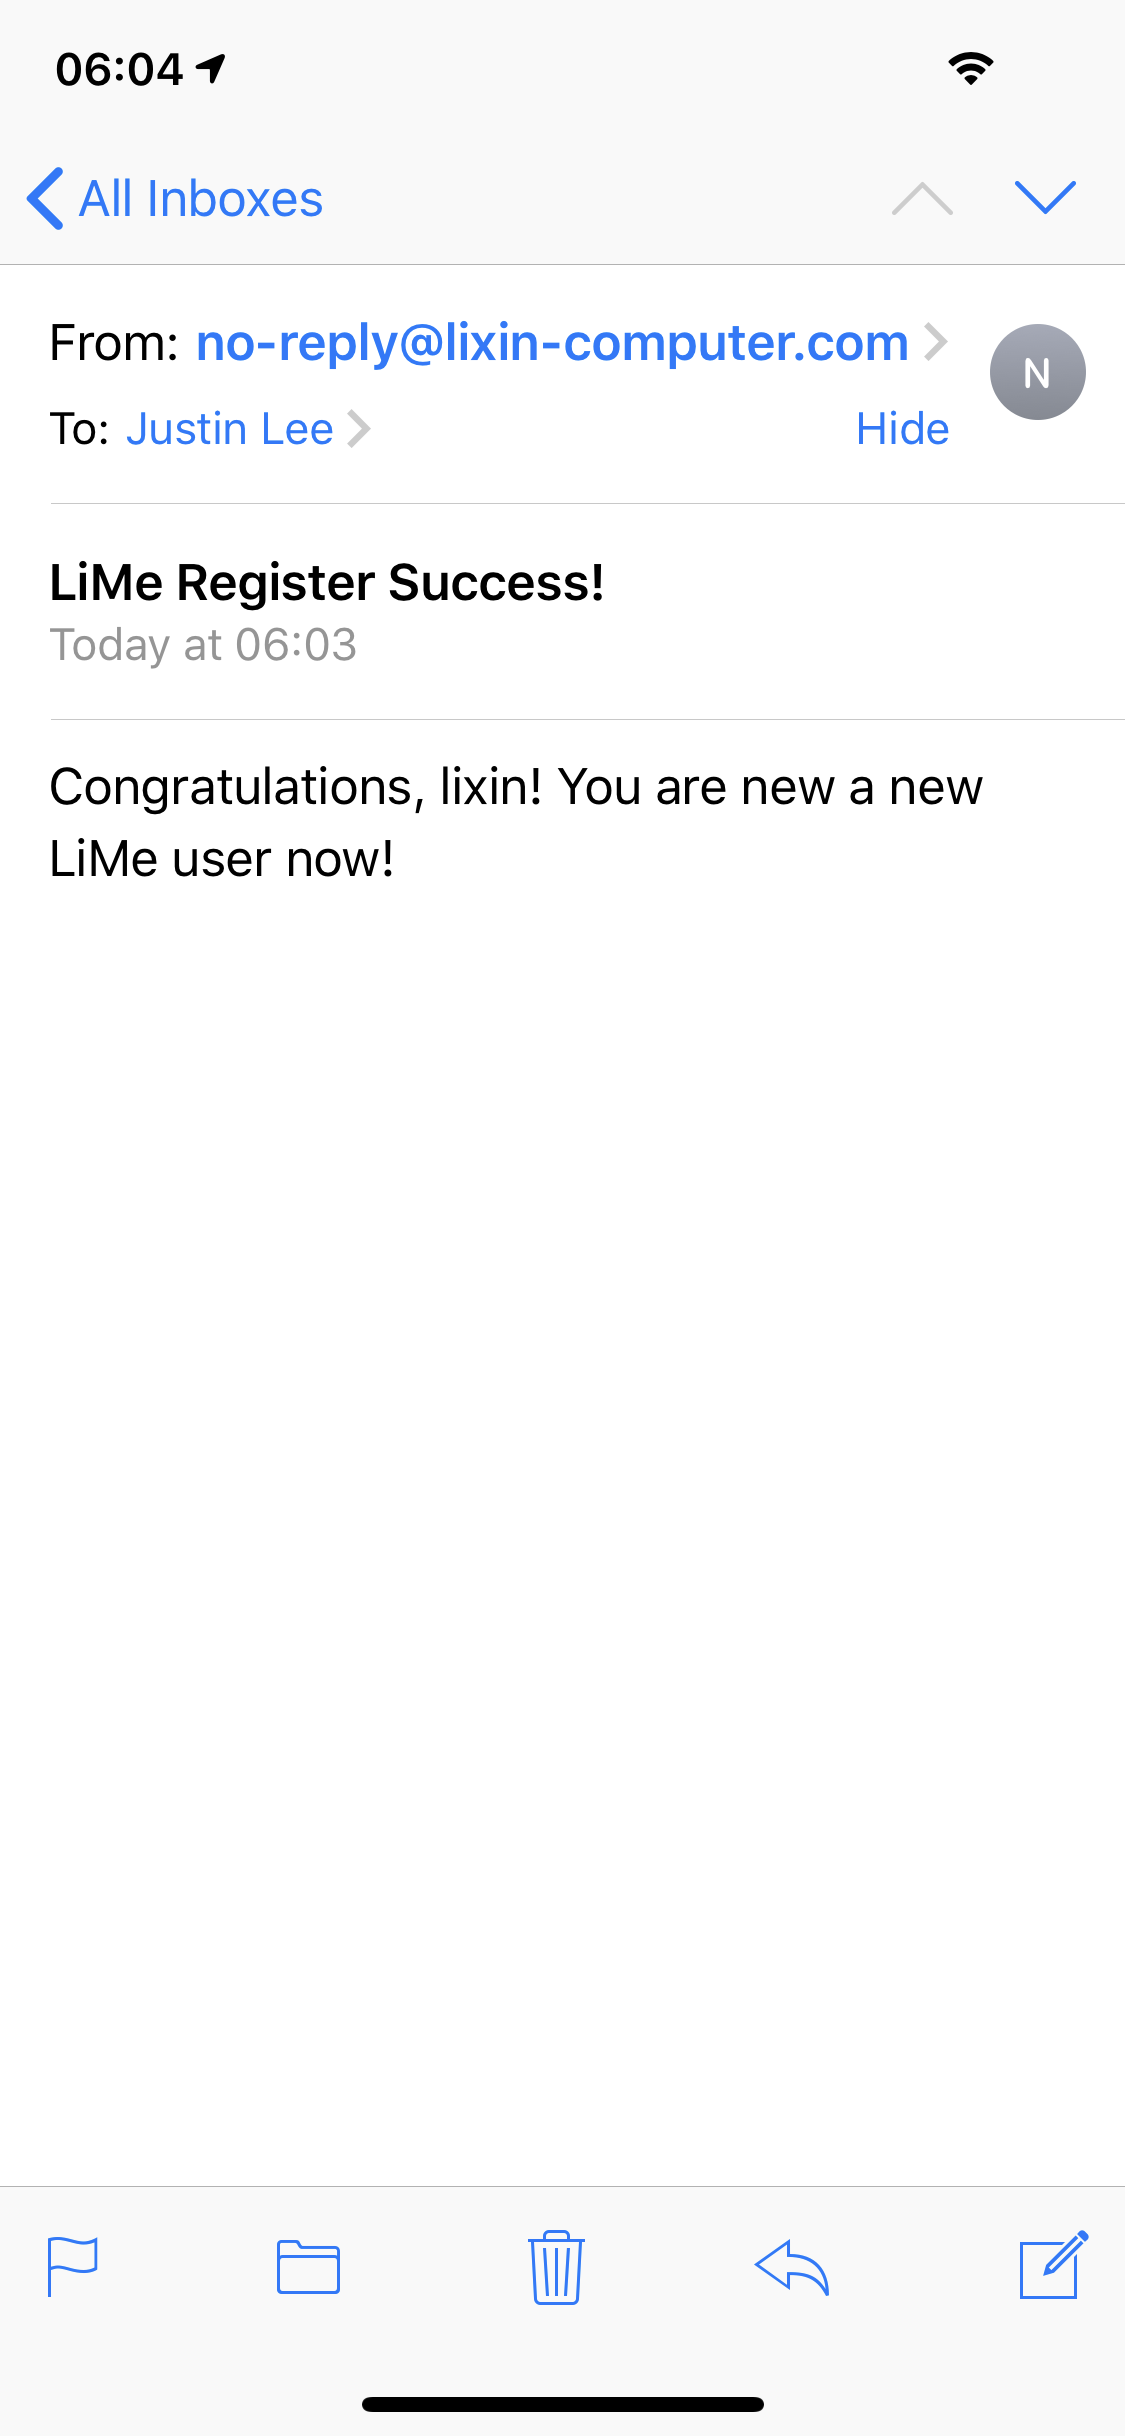 06:04
All Inboxes
From: no-reply@lixin-computer.com
N
To: Justin Lee
Hide
LiMe Register Success!
Today at 06:03
Congratulations, lixin! You are new a new
LiMe user now!